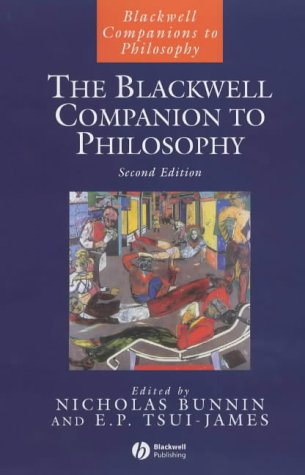 Blackwell
Companions to
Philosophy
THE BLACKWELL
COMPANION TO
PHILOSOPHY
Second Edition
Edited by
NICHOLAS BUNNIN
AND E.P. TSUI-JAMES
Blackwell
Publishing